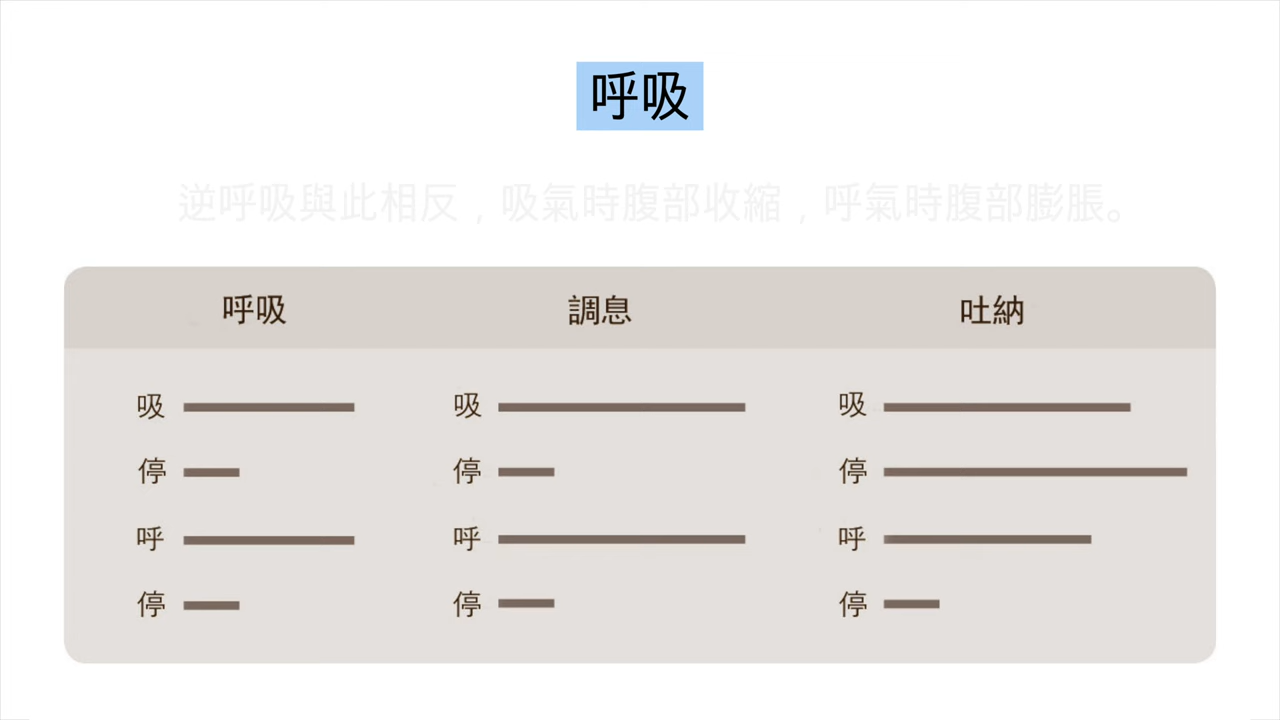 呼吸
逆呼吸與此相反，吸氣時腹部收縮，呼氣時腹部膨脹。
呼吸 調息 吐納
吸 吸 吸
停 停 停
呼 呼 呼
停 停 停